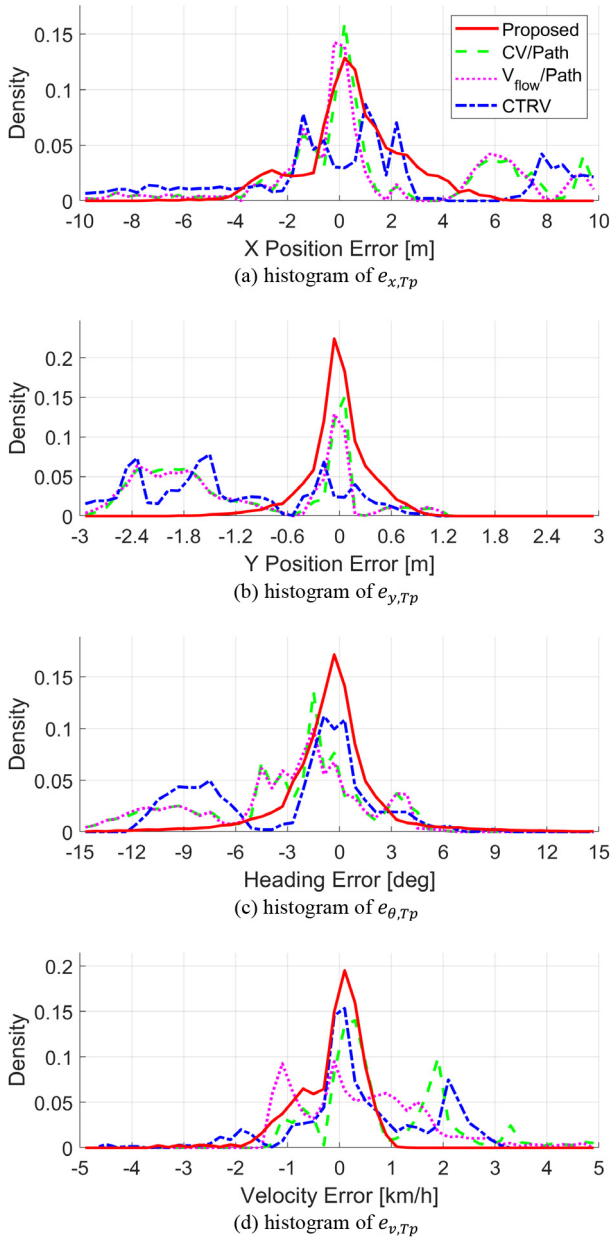 0.15
0.1
0.05
0
Density
Proposed
CV/Path
V_flow/Path
CTRV
-10 -8 -6 -4 -2 0 2 4 6 8 10
X Position Error [m]
(a) histogram of e_{x,Tp}
0.2
0.15
0.1
0.05
0
Density
-3 -2.4 -1.8 -1.2 -0.6 0 0.6 1.2 1.8 2.4 3
Y Position Error [m]
(b) histogram of e_{y,Tp}
0.15
0.1
0.05
0
Density
-15 -12 -9 -6 -3 0 3 6 9 12 15
Heading Error [deg]
(c) histogram of e_{θ,Tp}
0.2
0.15
0.1
0.05
0
Density
-5 -4 -3 -2 -1 0 1 2 3 4 5
Velocity Error [km/h]
(d) histogram of e_{v,Tp}